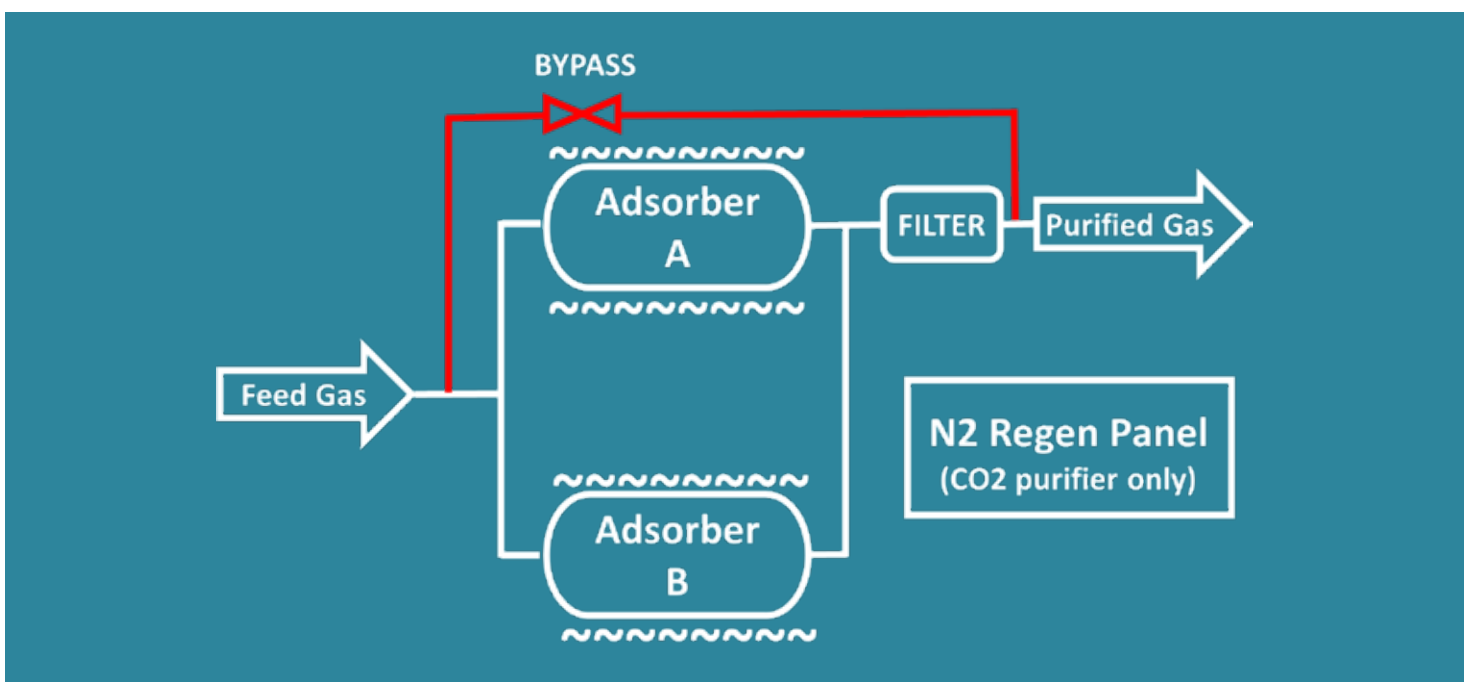 BYPASS
Adsorber
A
FILTER
Purified Gas
Feed Gas
N2 Regen Panel
(CO2 purifier only)
Adsorber
B